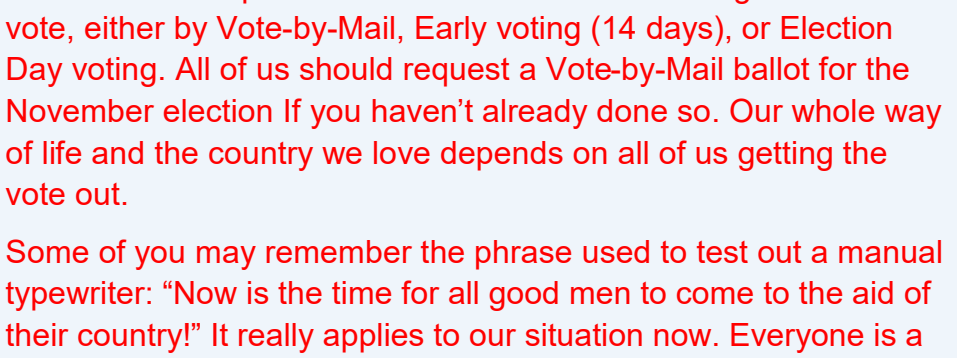 vote, either by Vote-by-Mail, Early voting (14 days), or Election
Day voting. All of us should request a Vote-by-Mail ballot for the
November election If you haven’t already done so. Our whole way
of life and the country we love depends on all of us getting the
vote out.
Some of you may remember the phrase used to test out a manual
typewriter: “Now is the time for all good men to come to the aid of
their country!” It really applies to our situation now. Everyone is a